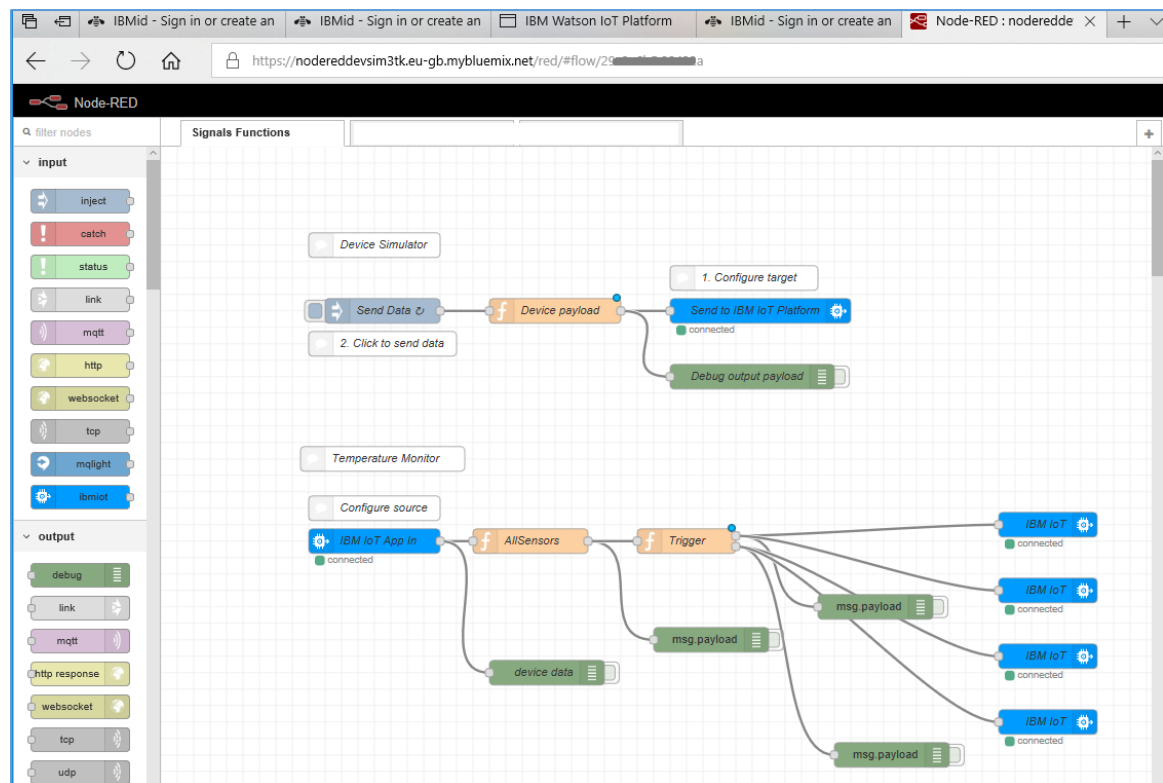 IBMid - Sign in or create an
IBMid - Sign in or create an
IBM Watson IoT Platform
IBMid - Sign in or create an
Node-RED : noderedde
https://nodereddevsim3tk.eu-gb.mybluemix.net/red/#flow/29
Node-RED
filter nodes
Signals Functions
input
inject
catch
status
link
mqtt
http
websocket
tcp
mqlight
ibmiot
output
debug
link
mqtt
http response
websocket
tcp
udp
Device Simulator
1. Configure target
Send Data ↻
Device payload
Send to IBM IoT Platform
connected
2. Click to send data
Debug output payload
Temperature Monitor
Configure source
IBM IoT App In
connected
AllSensors
Trigger
IBM IoT
connected
IBM IoT
connected
msg.payload
msg.payload
IBM IoT
connected
device data
IBM IoT
connected
msg.payload